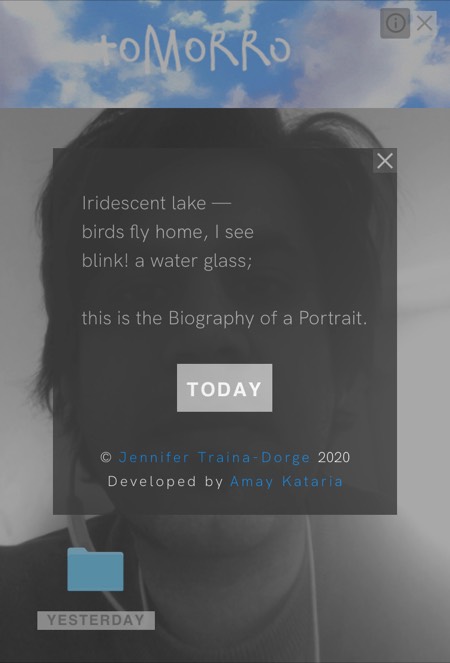 toMoRRo
Iridescent lake —
birds fly home, I see
blink! a water glass;
this is the Biography of a Portrait.
TODAY
© Jennifer Traina-Dorge 2020
Developed by Amay Kataria
YESTERDAY